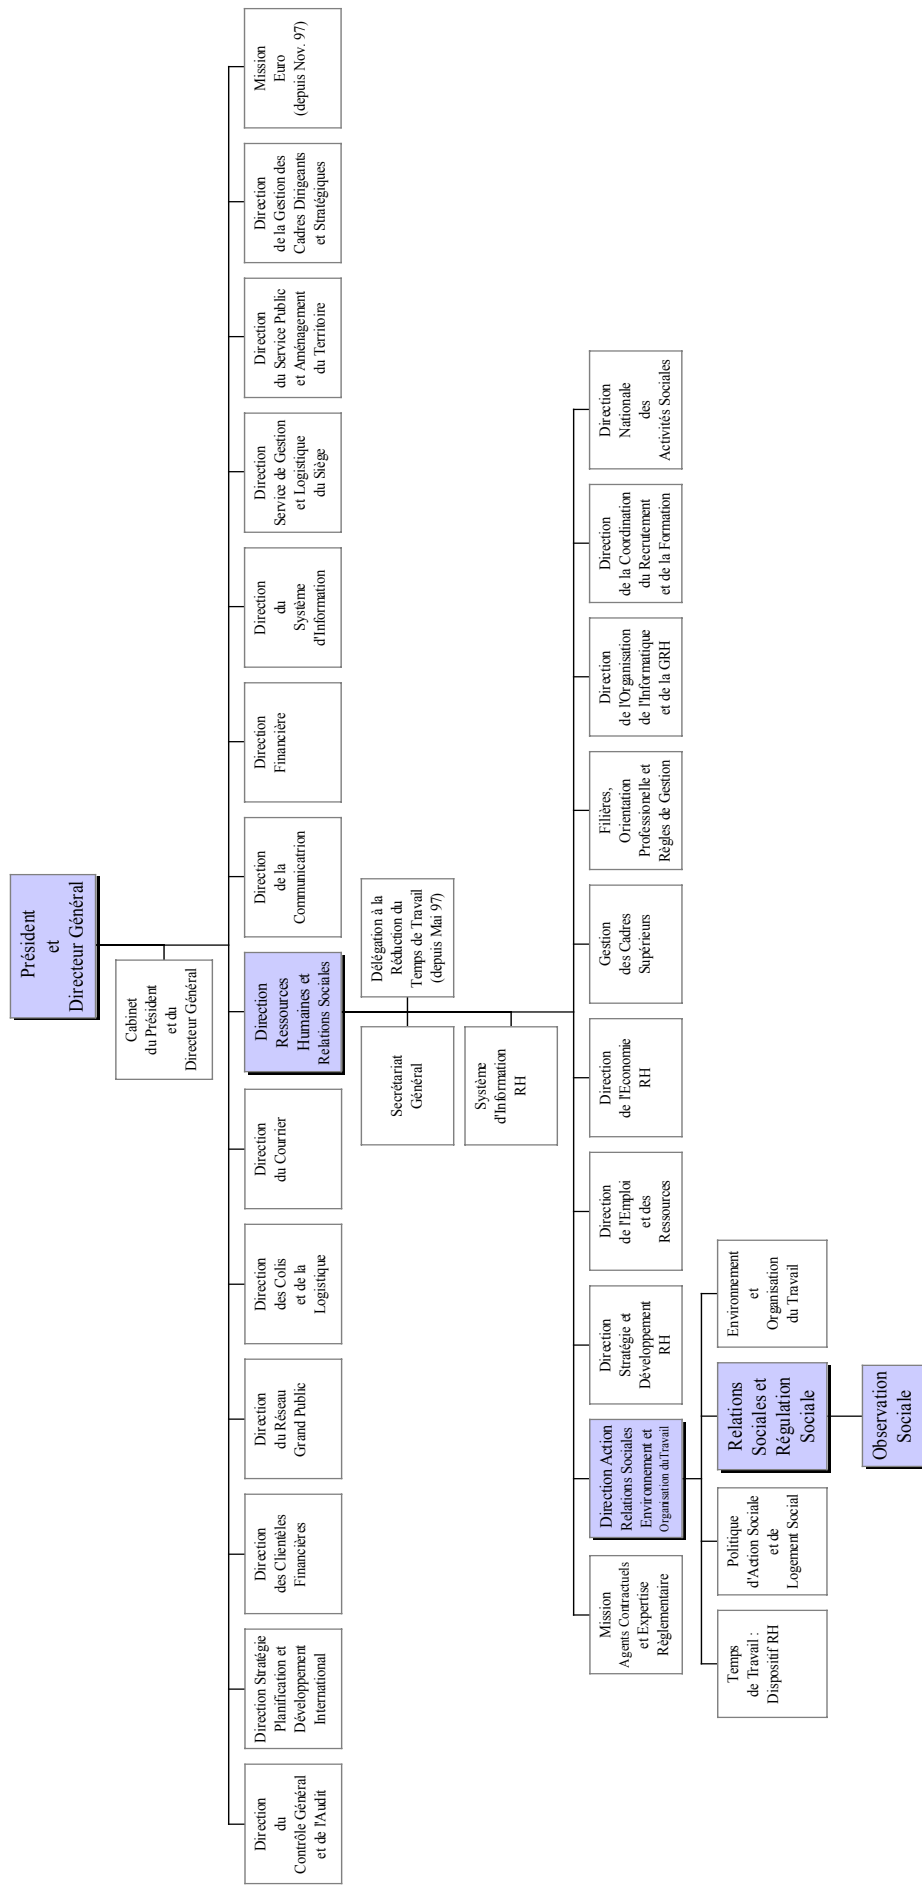 Président
et
Directeur Général
Cabinet
du Président
et du
Directeur Général
Direction
du
Contrôle Général
et de l'Audit
Direction Stratégie
Planification et
Développement
International
Direction
des Clientèles
Financières
Direction
du Réseau
Grand Public
Direction
des Colis
et de la
Logistique
Direction
du Courrier
Direction
Ressources
Humaines et
Relations Sociales
Direction
de la
Communicatrion
Direction
Financière
Direction
du
Système
d'Information
Direction
Service de Gestion
et Logistique
du Siège
Direction
du Service Public
et Aménagement
du Territoire
Direction
de la Gestion des
Cadres Dirigeants
et Stratégiques
Mission
Euro
(depuis Nov. 97)
Secrétariat
Général
Délégation à la
Réduction du
Temps de Travail
(depuis Mai 97)
Système
d'Information
RH
Mission
Agents Contractuels
et Expertise
Règlementaire
Direction Action
Relations Sociales
Environnement et
Organisation du Travail
Direction
Stratégie et
Développement
RH
Direction
de l'Emploi
et des
Ressources
Direction
de l'Economie
RH
Gestion
des Cadres
Supérieurs
Filières,
Orientation
Professionelle et
Règles de Gestion
Direction
de l'Organisation
de l'Informatique
et de la GRH
Direction
de la Coordination
du Recrutement
et de la Formation
Direction
Nationale
des
Activités Sociales
Temps
de Travail :
Dispositif RH
Politique
d'Action Sociale
et de
Logement Social
Relations
Sociales et
Régulation
Sociale
Environnement
et
Organisation
du Travail
Observation
Sociale